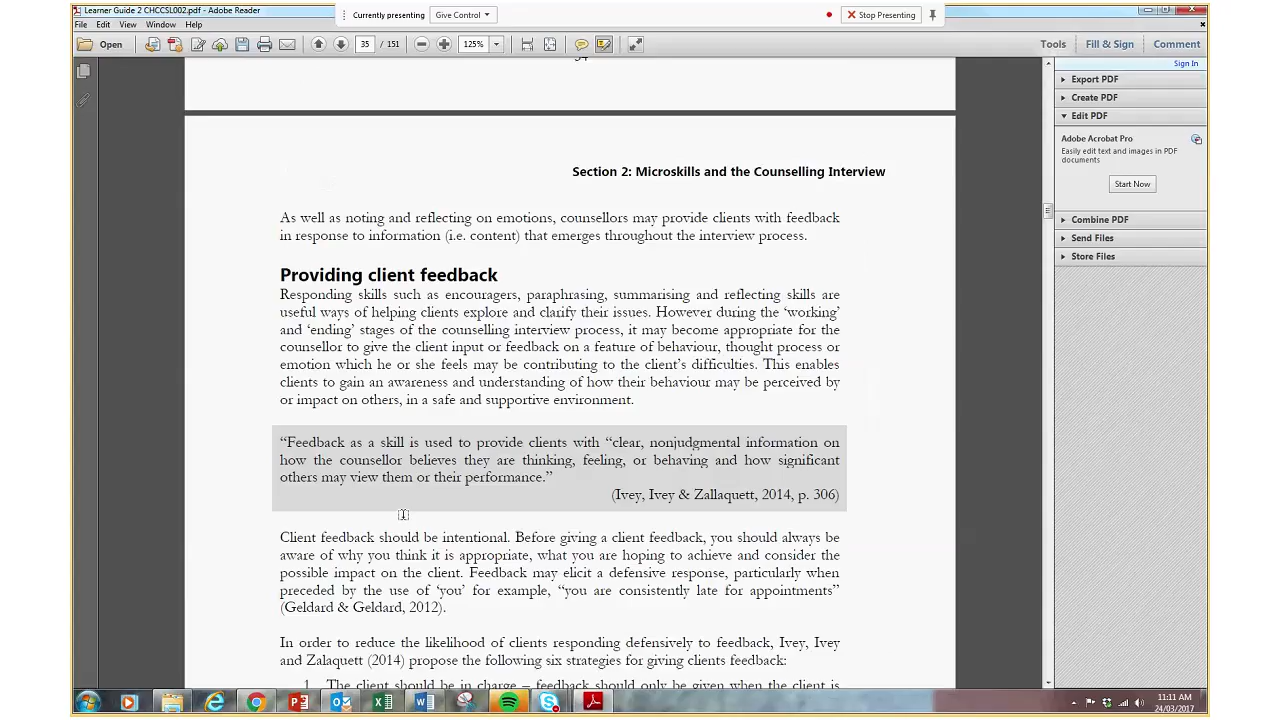 Learner Guide 2 CHCCSL002.pdf - Adobe Reader
Currently presenting
Give Control
Stop Presenting
File Edit View Window Help
Open
35 / 151
125%
Tools
Fill & Sign
Comment
Sign In
Export PDF
Create PDF
Edit PDF
Adobe Acrobat Pro
Easily edit text and images in PDF
documents
Start Now
Combine PDF
Send Files
Store Files
Section 2: Microskills and the Counselling Interview
As well as noting and reflecting on emotions, counsellors may provide clients with feedback
in response to information (i.e. content) that emerges throughout the interview process.
Providing client feedback
Responding skills such as encouragers, paraphrasing, summarising and reflecting skills are
useful ways of helping clients explore and clarify their issues. However during the ‘working’
and ‘ending’ stages of the counselling interview process, it may become appropriate for the
counsellor to give the client input or feedback on a feature of behaviour, thought process or
emotion which he or she feels may be contributing to the client’s difficulties. This enables
clients to gain an awareness and understanding of how their behaviour may be perceived by
or impact on others, in a safe and supportive environment.
“Feedback as a skill is used to provide clients with “clear, nonjudgmental information on
how the counsellor believes they are thinking, feeling, or behaving and how significant
others may view them or their performance.”
(Ivey, Ivey & Zallaquett, 2014, p. 306)
Client feedback should be intentional. Before giving a client feedback, you should always be
aware of why you think it is appropriate, what you are hoping to achieve and consider the
possible impact on the client. Feedback may elicit a defensive response, particularly when
preceded by the use of ‘you’ for example, “you are consistently late for appointments”
(Geldard & Geldard, 2012).
In order to reduce the likelihood of clients responding defensively to feedback, Ivey, Ivey
and Zalaquett (2014) propose the following six strategies for giving clients feedback:
1. The client should be in charge – feedback should only be given when the client is
11:11 AM
24/03/2017